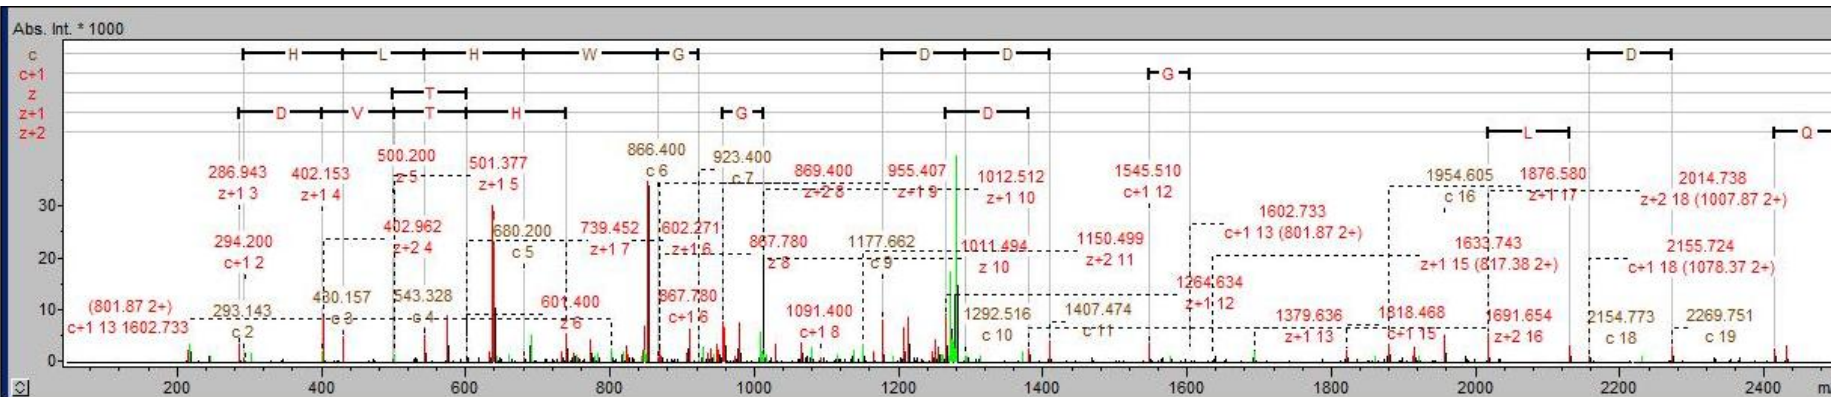 Abs. Int. * 1000
c H L H W G D D D
c+1 G
z T
z+1 D V T H G D
z+2 L Q
286.943
z+1 3
402.153
z+1 4
500.200
z 5
501.377
z+1 5
866.400
c 6
923.400
c 7
869.400
z+2 8
955.407
z+1 9
1012.512
z+1 10
1545.510
c+1 12
1954.605
c 16
1876.580
z+1 17
2014.738
z+2 18 (1007.87 2+)
1602.733
c+1 13 (801.87 2+)
294.200
c+1 2
402.962
z+2 4
680.200
c 5
739.452
z+1 7
602.271
z+1 6
867.780
z 8
1177.662
c 9
1011.494
z 10
1150.499
z+2 11
1633.743
z+1 15 (817.38 2+)
2155.724
c+1 18 (1078.37 2+)
(801.87 2+)
c+1 13 1602.733
293.143
c 2
430.157
c 3
543.328
c 4
601.400
z 6
867.780
c+1 6
1091.400
c+1 8
1264.634
z+1 12
1292.516
c 10
1407.474
c 11
1379.636
z+1 13
1818.468
c+1 15
1691.654
z+2 16
2154.773
c 18
2269.751
c 19
30
20
10
0
200 400 600 800 1000 1200 1400 1600 1800 2000 2200 2400